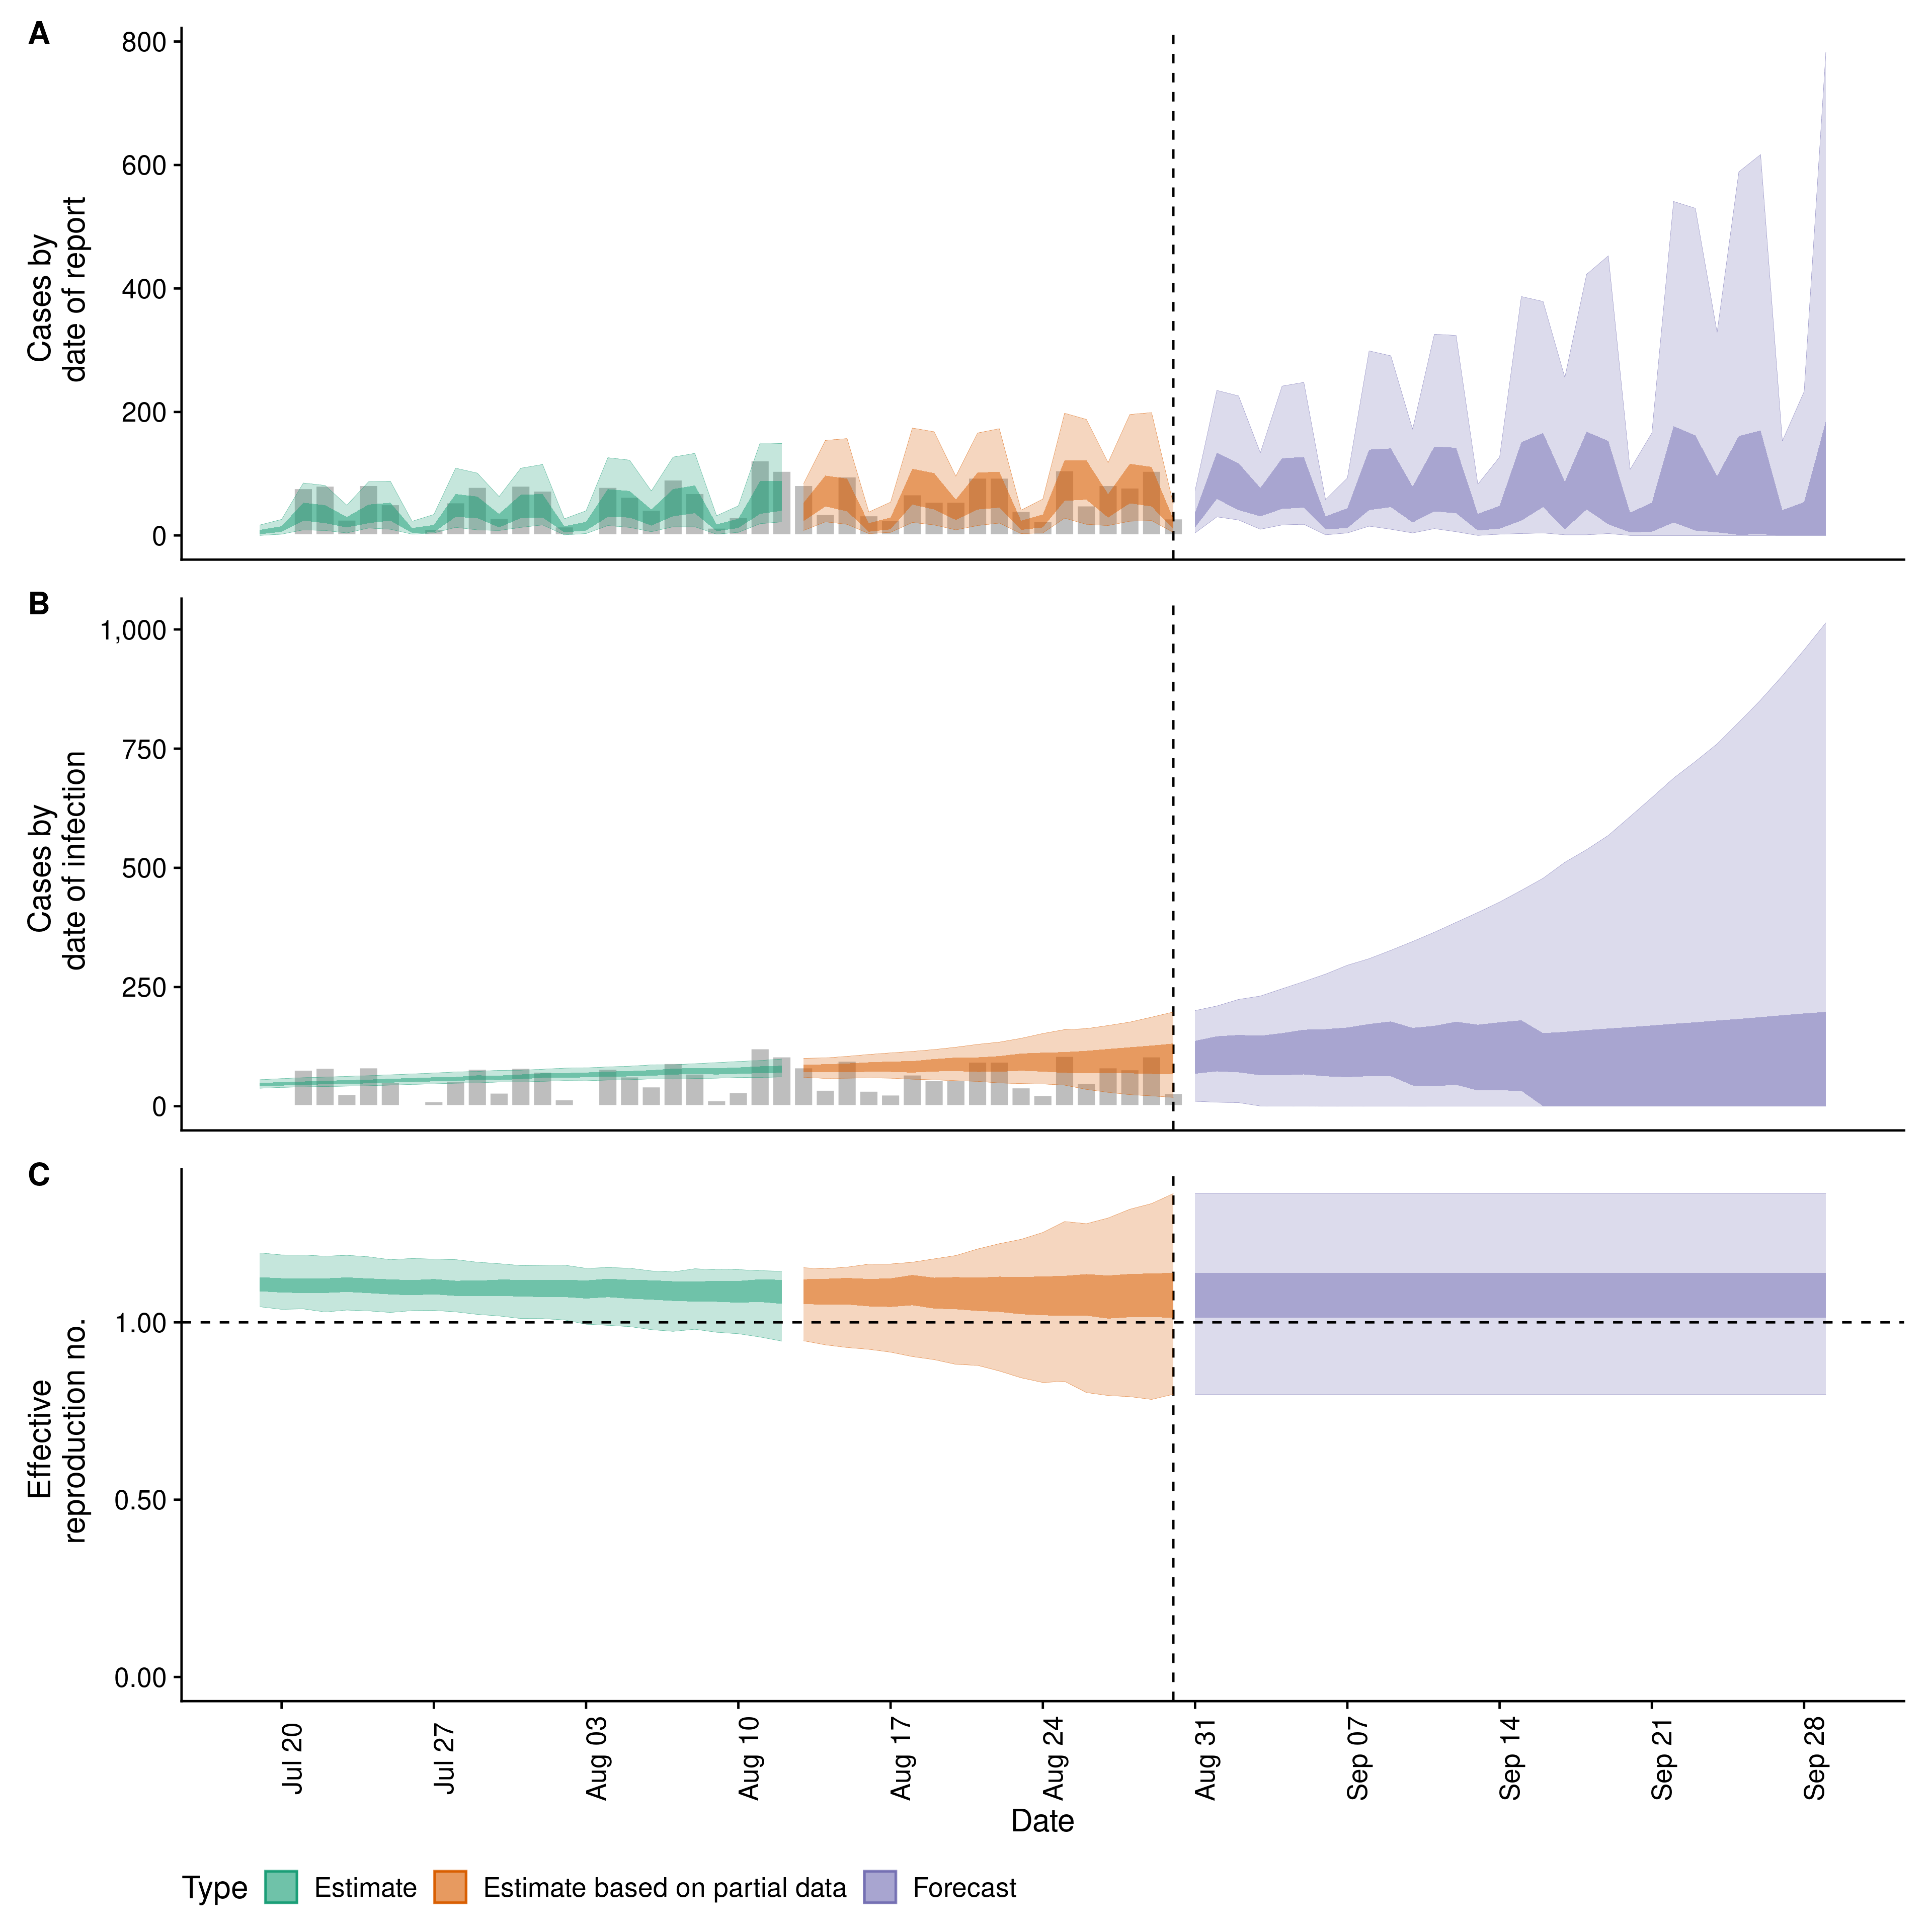 A
800
600
400
200
0
Cases by
date of report
B
1,000
750
500
250
0
Cases by
date of infection
C
1.00
0.50
0.00
Effective
reproduction no.
Jul 20
Jul 27
Aug 03
Aug 10
Aug 17
Aug 24
Aug 31
Sep 07
Sep 14
Sep 21
Sep 28
Date
Type Estimate Estimate based on partial data Forecast